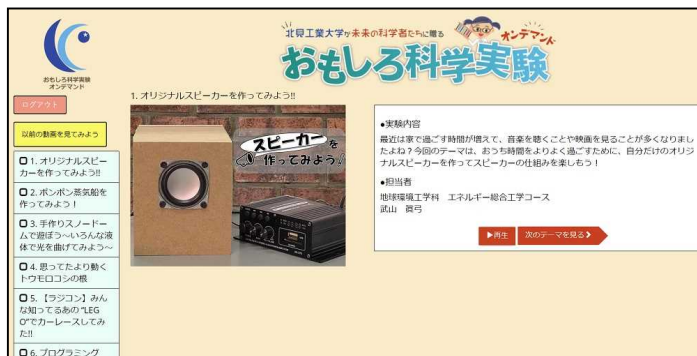 北見工業大学が未来の科学者たちに贈る
オンデマンド
おもしろ科学実験
おもしろ科学実験
オンデマンド
ログアウト
以前の動画を見てみよう
1. オリジナルスピー
カーを作ってみよう!!
2. ポンポン蒸気船を
作ってみよう！
3. 手作りスノードー
ムで遊ぼう～いろんな液
体で光を曲げてみよう～
4. 思ってたより動く
トウモロコシの根
5. 【ラジコン】みん
な知ってるあの “LEG
O”でカーレースしてみ
た!!
6. プログラミング
1. オリジナルスピーカーを作ってみよう!!
スピーカーを
作ってみよう
●実験内容
最近は家で過ごす時間が増えて、音楽を聴くことや映画を見ることが多くなりまし
たよね？今回のテーマは、おうち時間をよりよく過ごすために、自分だけのオリジ
ナルスピーカーを作ってスピーカーの仕組みを楽しもう！
●担当者
地球環境工学科　エネルギー総合工学コース
武山　眞弓
▶再生
次のテーマを見る❯